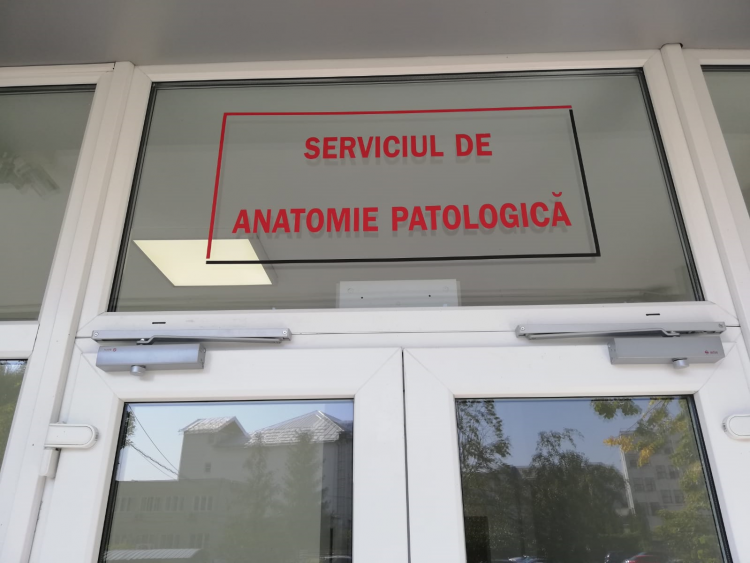 SERVICIUL DE
ANATOMIE PATOLOGICĂ